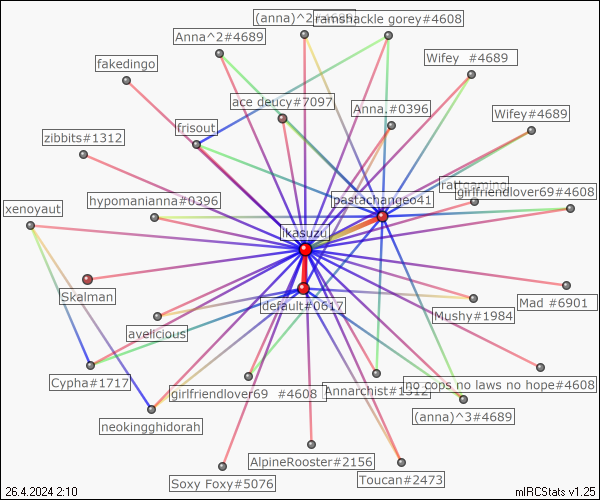 (anna)^2
ramshackle gorey#4608
Anna^2#4689
Wifey #4689
fakedingo
ace deucy#7097
Anna.#0396
Wifey#4689
frisout
zibbits#1312
girlfriendlover69#4608
hypomanianna#0396
pastachangeo41
xenoyaut
ikasuzu
Skalman
default#0617
Mad #6901
Mushy#1984
avelicious
Cypha#1717
no cops no laws no hope#4608
girlfriendlover69 #4608
Annarchist#1312
(anna)^3#4689
neokingghidorah
AlpineRooster#2156
Toucan#2473
Soxy Foxy#5076
26.4.2024 2:10
mIRCStats v1.25